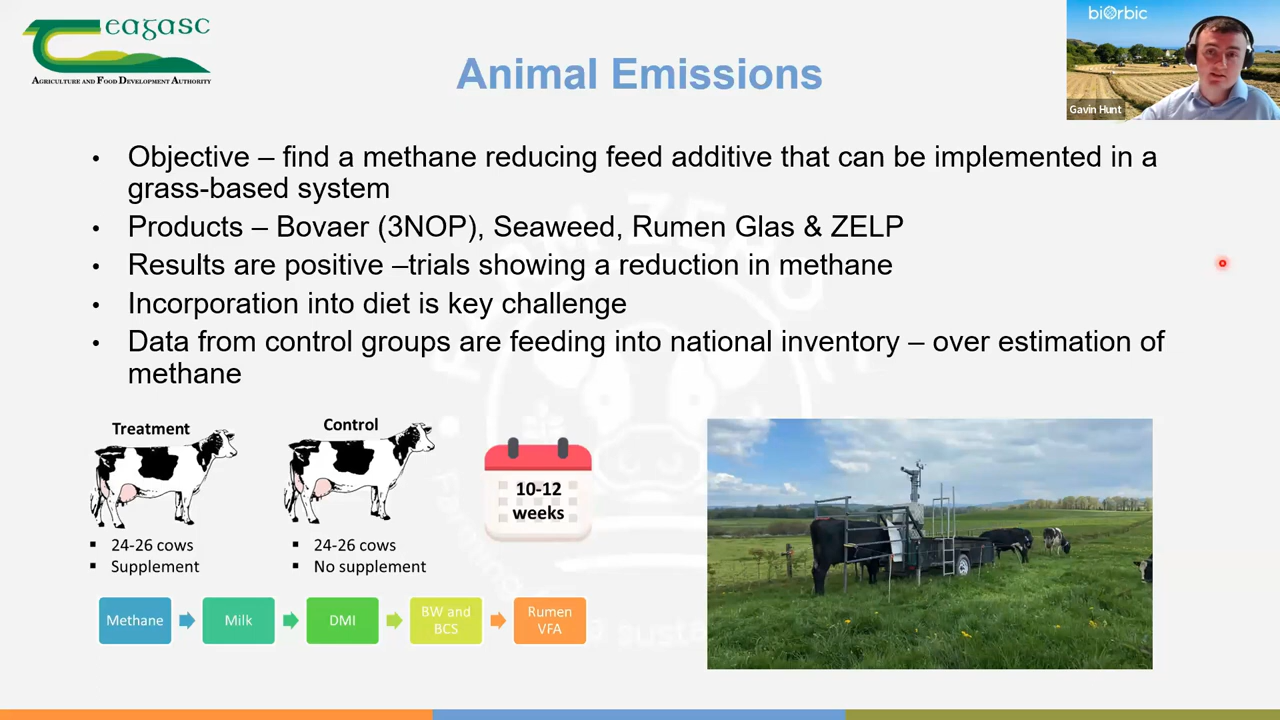 eagasc
AGRICULTURE AND FOOD DEVELOPMENT AUTHORITY
Animal Emissions
biOrbic
Gavin Hunt
• Objective – find a methane reducing feed additive that can be implemented in a
grass-based system
• Products – Bovaer (3NOP), Seaweed, Rumen Glas & ZELP
• Results are positive –trials showing a reduction in methane
• Incorporation into diet is key challenge
• Data from control groups are feeding into national inventory – over estimation of
methane
Treatment
▪ 24-26 cows
▪ Supplement
Control
▪ 24-26 cows
▪ No supplement
10-12
weeks
Methane
Milk
DMI
BW and
BCS
Rumen
VFA